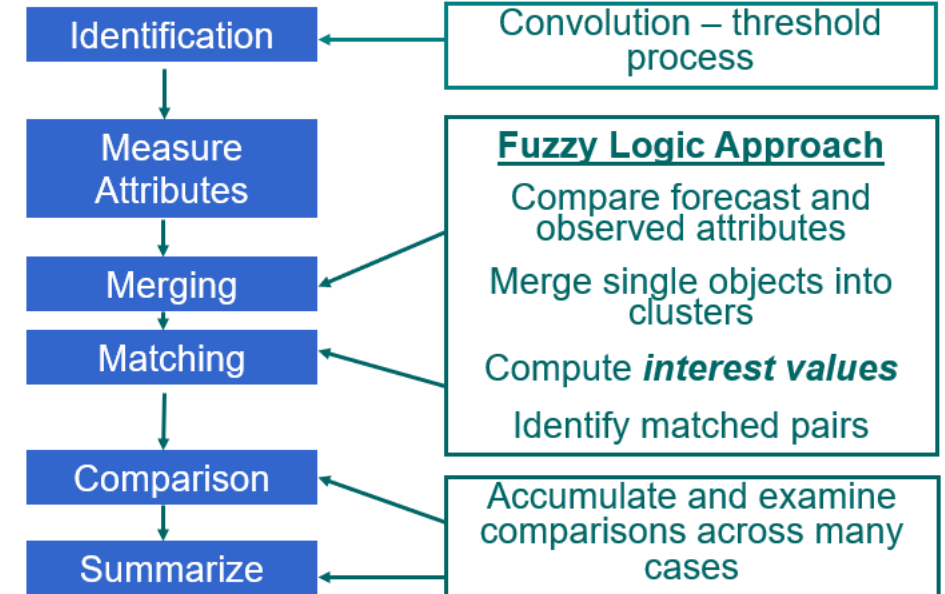 Identification
Convolution – threshold
process
Measure
Attributes
Fuzzy Logic Approach
Compare forecast and
observed attributes
Merging
Merge single objects into
clusters
Matching
Compute interest values
Identify matched pairs
Comparison
Accumulate and examine
comparisons across many
cases
Summarize